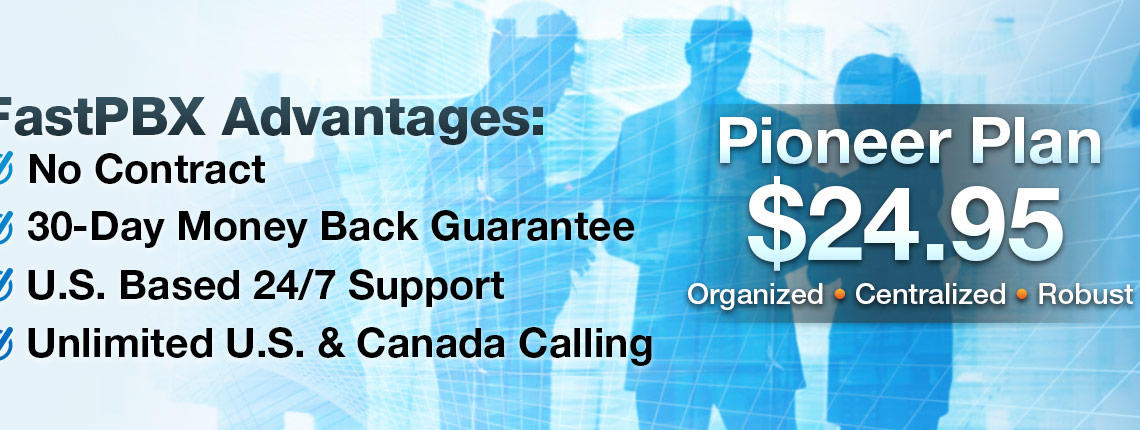 FastPBX Advantages:
No Contract
30-Day Money Back Guarantee
U.S. Based 24/7 Support
Unlimited U.S. & Canada Calling
Pioneer Plan
$24.95
Organized • Centralized • Robust